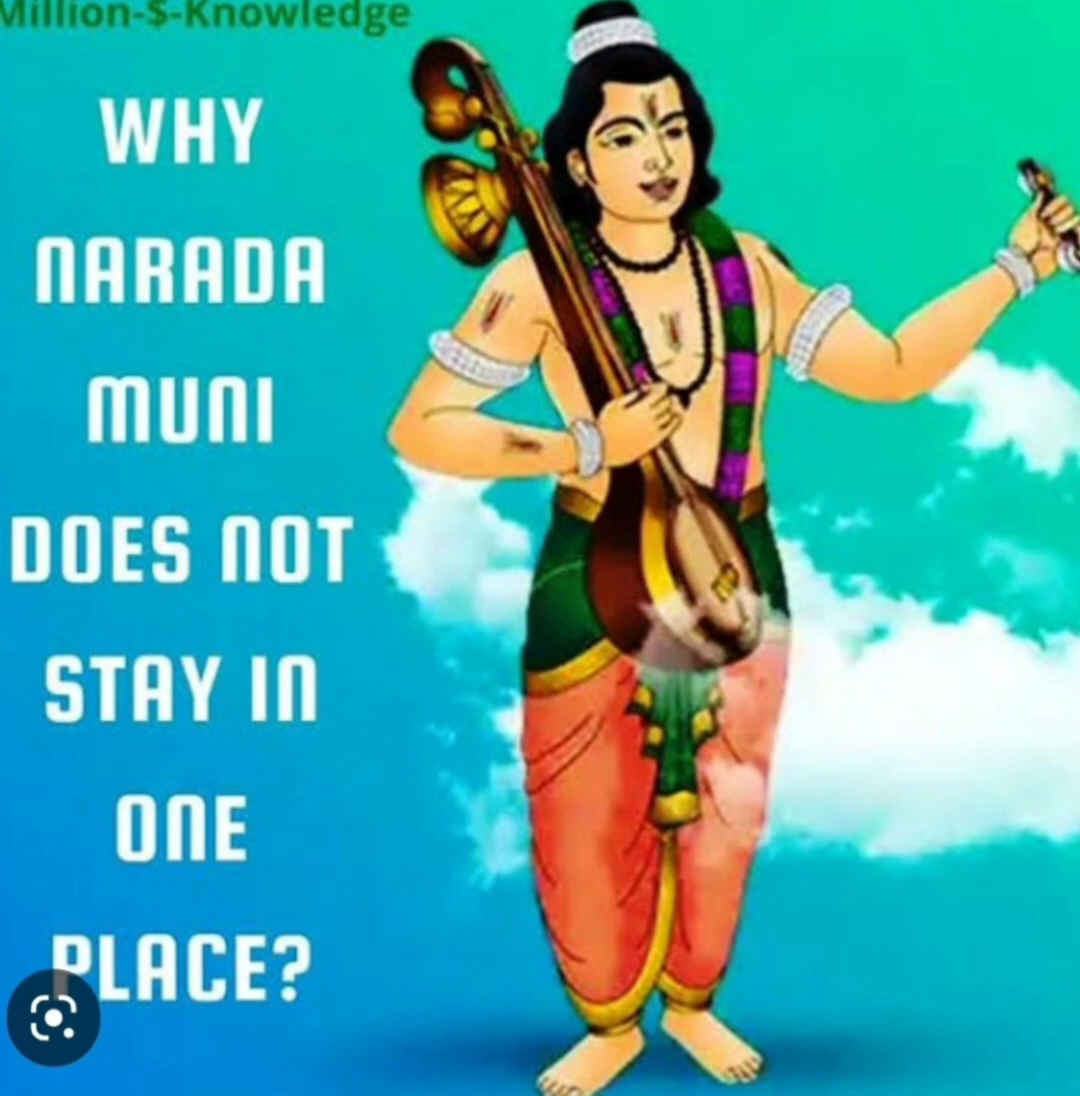 Million-$-Knowledge
WHY
NARADA
MUNI
DOES NOT
STAY IN
ONE
PLACE?